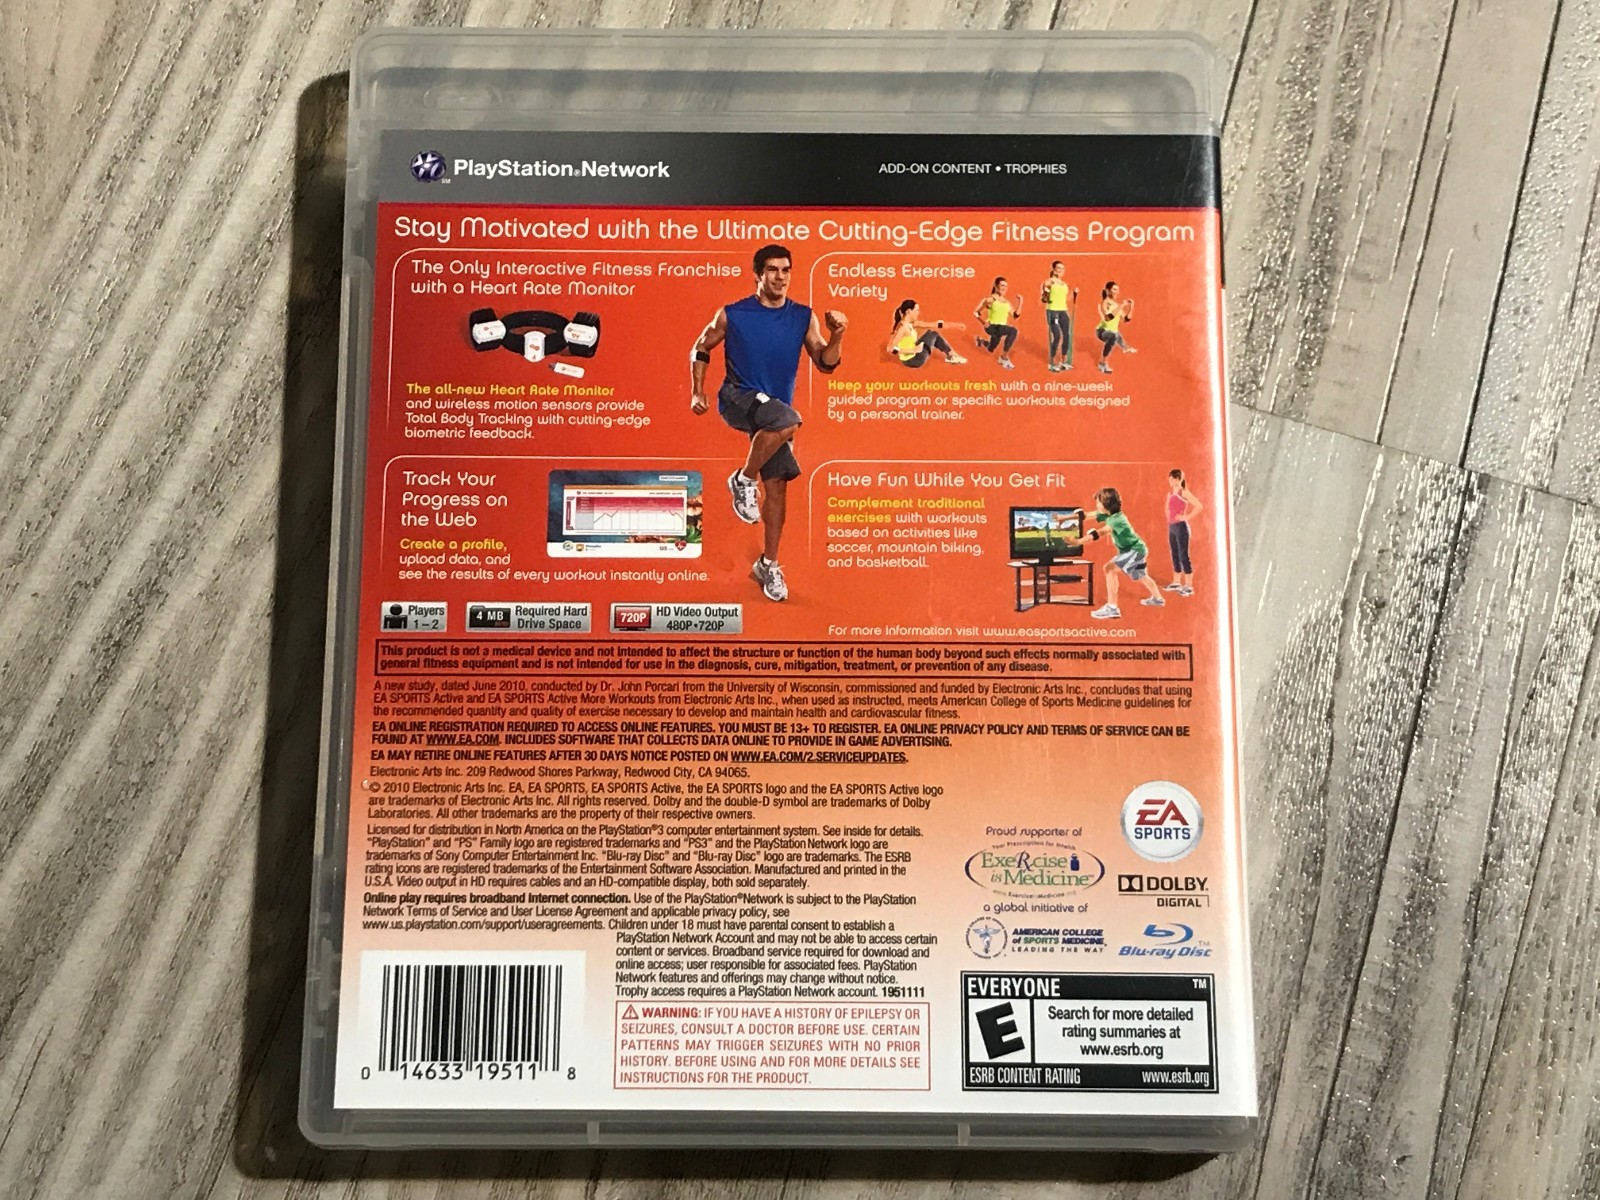 PlayStation®Network
ADD-ON CONTENT • TROPHIES
Stay Motivated with the Ultimate Cutting-Edge Fitness Program
The Only Interactive Fitness Franchise
with a Heart Rate Monitor
The all-new Heart Rate Monitor
and wireless motion sensors provide
Total Body Tracking with cutting-edge
biometric feedback.
Endless Exercise
Variety
Keep your workouts fresh with a nine-week
guided program or specific workouts designed
by a personal trainer.
Track Your
Progress on
the Web
Create a profile,
upload data, and
see the results of every workout instantly online.
Have Fun While You Get Fit
Complement traditional
exercises with workouts
based on activities like
soccer, mountain biking,
and basketball.
For more information visit www.easportsactive.com
Players
1–2
4 MB
Required Hard
Drive Space
720P
HD Video Output
480P•720P
This product is not a medical device and not intended to affect the structure or function of the human body beyond such effects normally associated with
general fitness equipment and is not intended for use in the diagnosis, cure, mitigation, treatment, or prevention of any disease.
A new study, dated June 2010, conducted by Dr. John Porcari from the University of Wisconsin, commissioned and funded by Electronic Arts Inc., concludes that using
EA SPORTS Active and EA SPORTS Active More Workouts from Electronic Arts Inc., when used as instructed, meets American College of Sports Medicine guidelines for
the recommended quantity and quality of exercise necessary to develop and maintain health and cardiovascular fitness.
EA ONLINE REGISTRATION REQUIRED TO ACCESS ONLINE FEATURES. YOU MUST BE 13+ TO REGISTER. EA ONLINE PRIVACY POLICY AND TERMS OF SERVICE CAN BE
FOUND AT WWW.EA.COM. INCLUDES SOFTWARE THAT COLLECTS DATA ONLINE TO PROVIDE IN GAME ADVERTISING.
EA MAY RETIRE ONLINE FEATURES AFTER 30 DAYS NOTICE POSTED ON WWW.EA.COM/2.SERVICEUPDATES.
Electronic Arts Inc. 209 Redwood Shores Parkway, Redwood City, CA 94065.
© 2010 Electronic Arts Inc. EA, EA SPORTS, EA SPORTS Active, the EA SPORTS logo and the EA SPORTS Active logo
are trademarks of Electronic Arts Inc. All rights reserved. Dolby and the double-D symbol are trademarks of Dolby
Laboratories. All other trademarks are the property of their respective owners.
Licensed for distribution in North America on the PlayStation®3 computer entertainment system. See inside for details.
"PlayStation" and "PS" Family logo are registered trademarks and "PS3" and the PlayStation Network logo are
trademarks of Sony Computer Entertainment Inc. "Blu-ray Disc" and "Blu-ray Disc" logo are trademarks. The ESRB
rating icons are registered trademarks of the Entertainment Software Association. Manufactured and printed in the
U.S.A. Video output in HD requires cables and an HD-compatible display, both sold separately.
Online play requires broadband Internet connection. Use of the PlayStation®Network is subject to the PlayStation
Network Terms of Service and User License Agreement and applicable privacy policy, see
www.us.playstation.com/support/useragreements. Children under 18 must have parental consent to establish a
PlayStation Network Account and may not be able to access certain
content or services. Broadband service required for download and
online access; user responsible for associated fees. PlayStation
Network features and offerings may change without notice.
Trophy access requires a PlayStation Network account. 1951111
WARNING: IF YOU HAVE A HISTORY OF EPILEPSY OR
SEIZURES, CONSULT A DOCTOR BEFORE USE. CERTAIN
PATTERNS MAY TRIGGER SEIZURES WITH NO PRIOR
HISTORY. BEFORE USING AND FOR MORE DETAILS SEE
INSTRUCTIONS FOR THE PRODUCT.
0 14633 19511 8
EA
SPORTS
Proud supporter of
Your Prescription for Health
ExeRcise
is Medicine™
www.ExerciseIsMedicine.org
a global initiative of
AMERICAN COLLEGE
of SPORTS MEDICINE
LEADING THE WAY
DOLBY
DIGITAL
Blu-ray Disc™
EVERYONE ™
E
Search for more detailed
rating summaries at
www.esrb.org
ESRB CONTENT RATING www.esrb.org